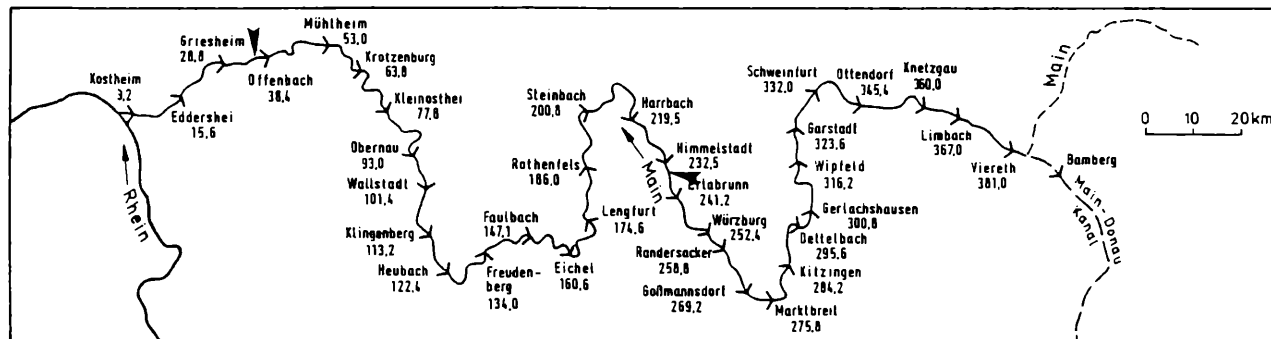 Kostheim
3,2
Eddershei
15,6
Griesheim
28,8
Offenbach
38,4
Mühlheim
53,0
Krotzenburg
63,8
Kleinosthei
77,8
Obernau
93,0
Wallstadt
101,4
Klingenberg
113,2
Heubach
122,4
Freuden-
berg
134,0
Faulbach
147,1
Eichel
160,6
Lengfurt
174,6
Rothenfels
186,0
Steinbach
200,8
Harrbach
219,5
Himmelstadt
232,5
Erlabrunn
241,2
Würzburg
252,4
Randersacker
258,8
Goßmannsdorf
269,2
Marktbreit
275,8
Kitzingen
284,2
Dettelbach
295,6
Gerlachshausen
300,8
Wipfeld
316,2
Garstadt
323,6
Schweinfurt
332,0
Ottendorf
345,4
Knetzgau
360,0
Limbach
367,0
Viereth
381,0
Bamberg
Main-Donau
Kanal
Main
Main
Rhein
0 10 20 km